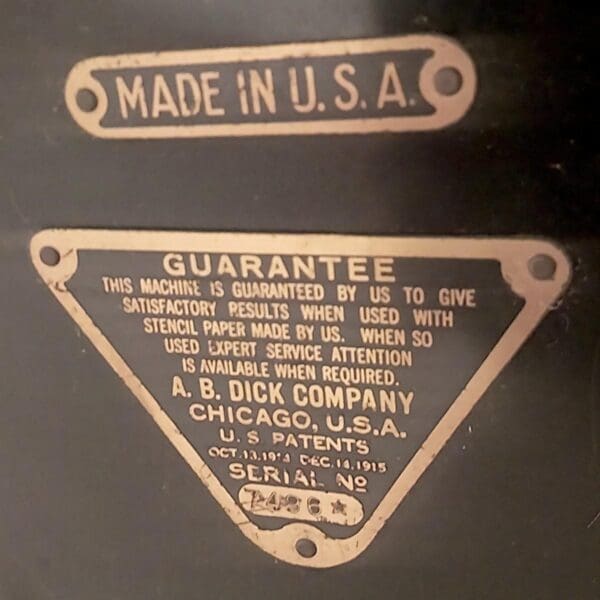 MADE IN U.S.A.
GUARANTEE
THIS MACHINE IS GUARANTEED BY US TO GIVE
SATISFACTORY RESULTS WHEN USED WITH
STENCIL PAPER MADE BY US. WHEN SO
USED EXPERT SERVICE ATTENTION
IS AVAILABLE WHEN REQUIRED.
A. B. DICK COMPANY
CHICAGO, U.S.A.
U.S PATENTS
OCT.13,1914 DEC.14,1915
SERIAL No